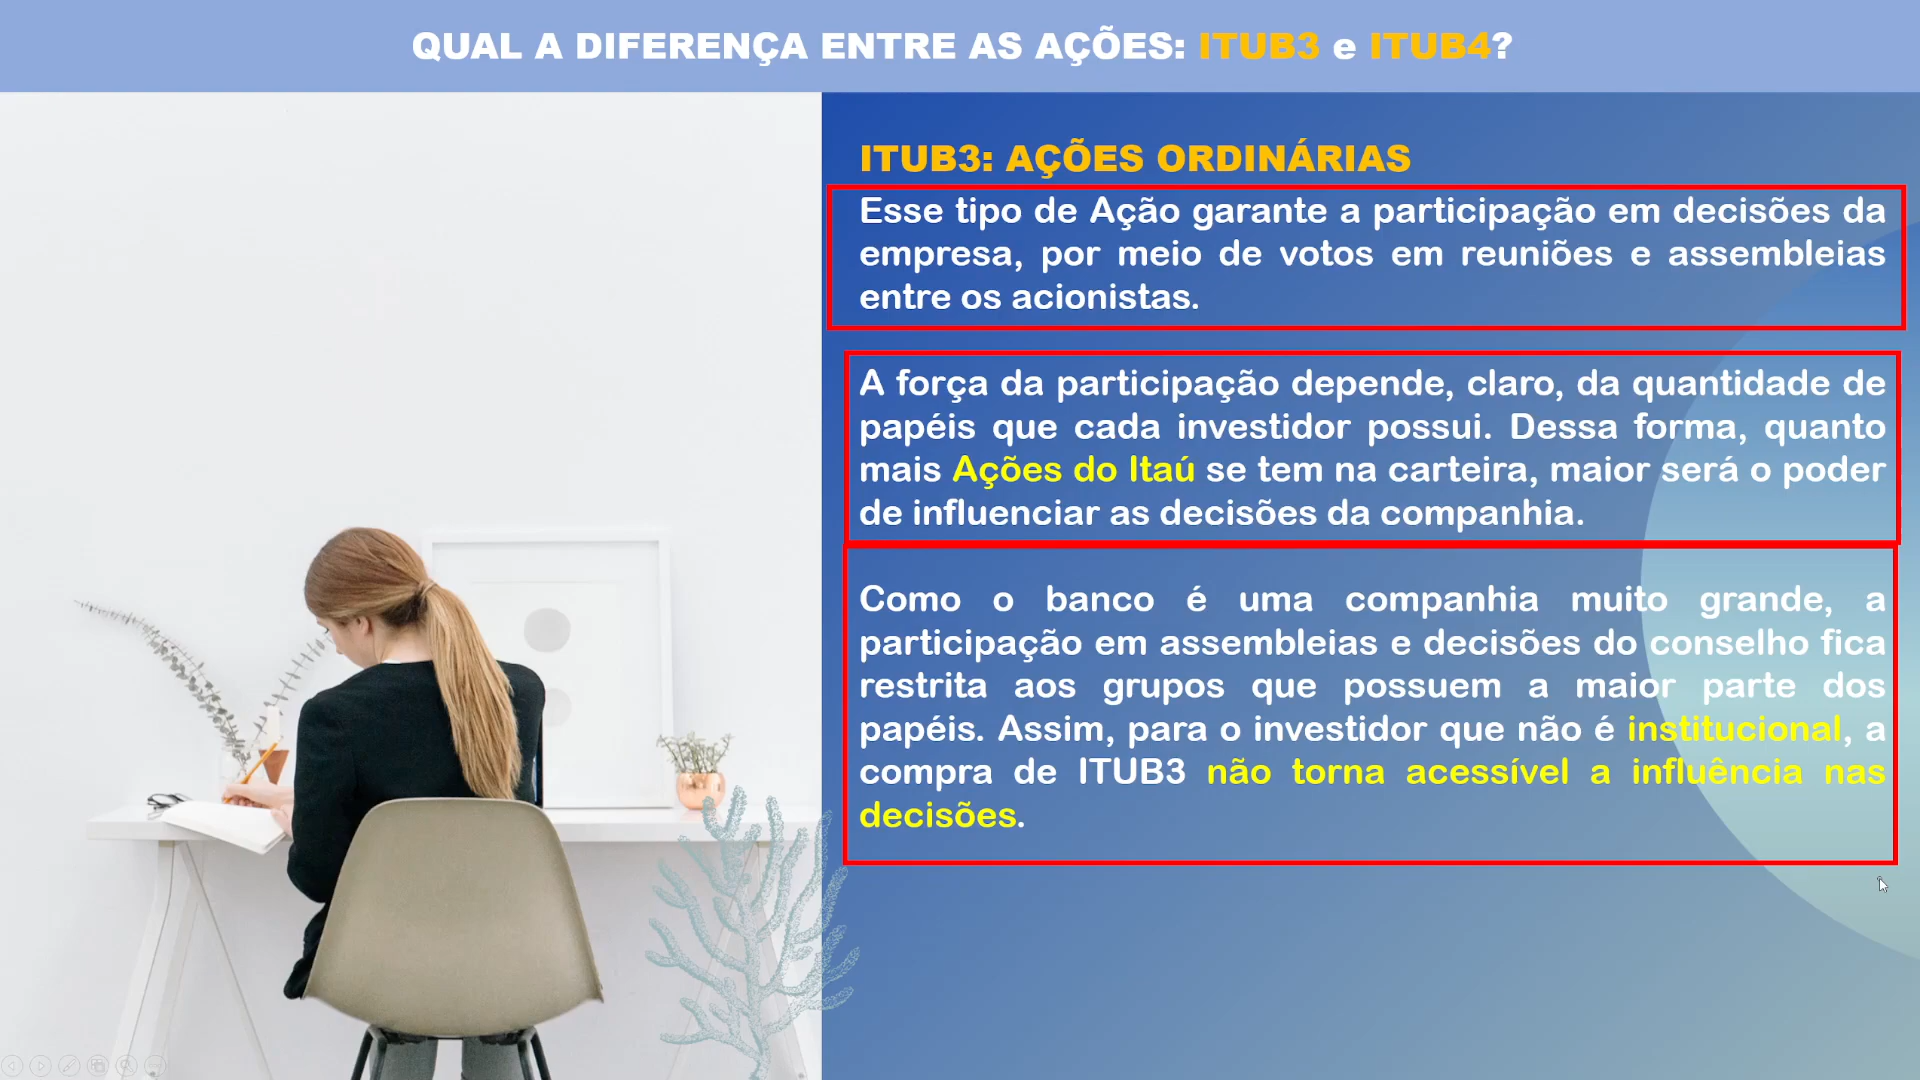 QUAL A DIFERENÇA ENTRE AS AÇÕES: ITUB3 e ITUB4?
ITUB3: AÇÕES ORDINÁRIAS
Esse tipo de Ação garante a participação em decisões da
empresa, por meio de votos em reuniões e assembleias
entre os acionistas.
A força da participação depende, claro, da quantidade de
papéis que cada investidor possui. Dessa forma, quanto
mais Ações do Itaú se tem na carteira, maior será o poder
de influenciar as decisões da companhia.
Como o banco é uma companhia muito grande, a
participação em assembleias e decisões do conselho fica
restrita aos grupos que possuem a maior parte dos
papéis. Assim, para o investidor que não é institucional, a
compra de ITUB3 não torna acessível a influência nas
decisões.